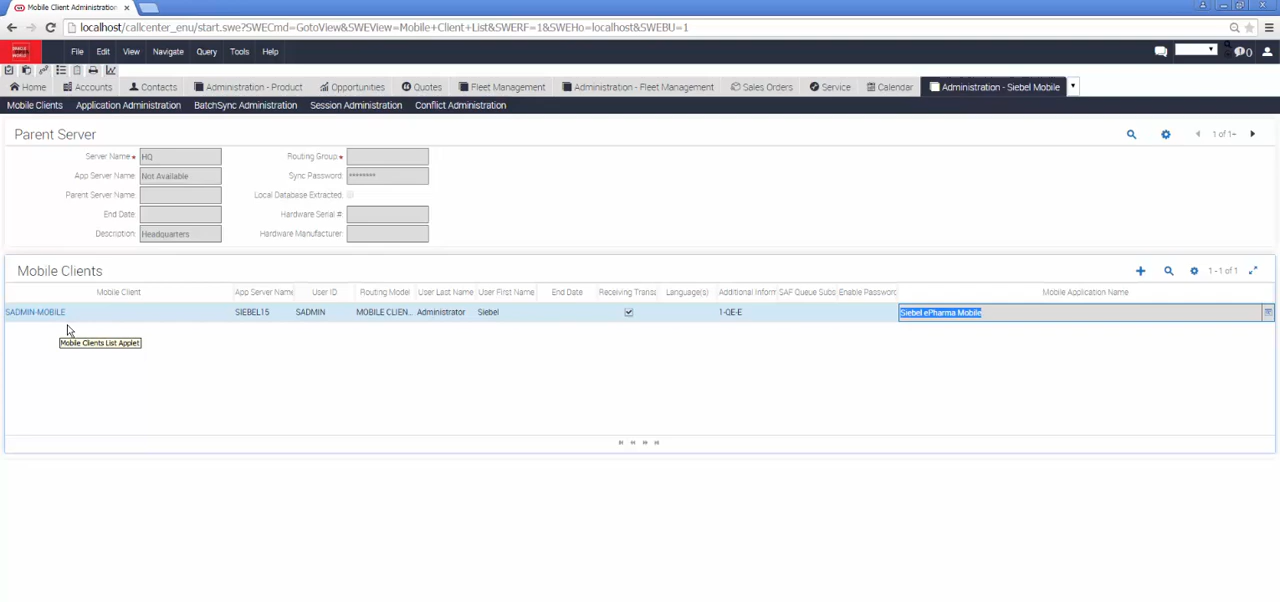 Mobile Client Administration
localhost/callcenter_enu/start.swe?SWECmd=GotoView&SWEView=Mobile+Client+List&SWERF=1&SWEHo=localhost&SWEBU=1
File Edit View Navigate Query Tools Help 0
Home Accounts Contacts Administration - Product Opportunities Quotes Fleet Management Administration - Fleet Management Sales Orders Service Calendar Administration - Siebel Mobile
Mobile Clients Application Administration BatchSync Administration Session Administration Conflict Administration
Parent Server 1 of 1+
Server Name* HQ Routing Group*
App Server Name: Not Available Sync Password: ********
Parent Server Name: Local Database Extracted:
End Date: Hardware Serial #:
Description: Headquarters Hardware Manufacturer:
Mobile Clients 1 - 1 of 1
Mobile Client App Server Name User ID Routing Model User Last Name User First Name End Date Receiving Transa Language(s) Additional Inform SAF Queue Subs Enable Password Mobile Application Name
SADMIN-MOBILE SIEBEL15 SADMIN MOBILE CLIEN... Administrator Siebel 1-QE-E Siebel ePharma Mobile
Mobile Clients List Applet